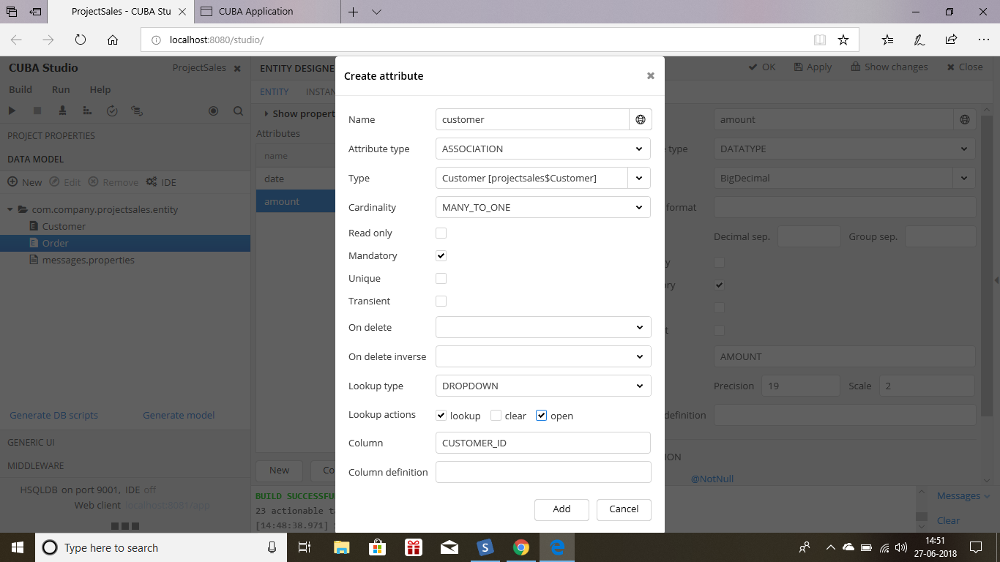 ProjectSales - CUBA Stu
CUBA Application
localhost:8080/studio/
CUBA Studio
ProjectSales
Build Run Help
PROJECT PROPERTIES
DATA MODEL
New Edit Remove IDE
com.company.projectsales.entity
Customer
Order
messages.properties
Generate DB scripts Generate model
GENERIC UI
MIDDLEWARE
HSQLDB on port 9001, IDE off
Web client localhost:8081/app
ENTITY DESIGNE
OK Apply Show changes Close
ENTITY INSTAN
Show propert
Attributes
name
date
amount
New Co
BUILD SUCCESSFU
23 actionable ta
[14:48:38.971]
Create attribute
Name customer
Attribute type ASSOCIATION
Type Customer [projectsales$Customer]
Cardinality MANY_TO_ONE
Read only
Mandatory
Unique
Transient
On delete
On delete inverse
Lookup type DROPDOWN
Lookup actions lookup clear open
Column CUSTOMER_ID
Column definition
Add Cancel
amount
e type DATATYPE
BigDecimal
format
Decimal sep. Group sep.
y
ry
t
AMOUNT
Precision 19 Scale 2
definition
ION
@NotNull
Messages
Clear
Type here to search
14:51
27-06-2018